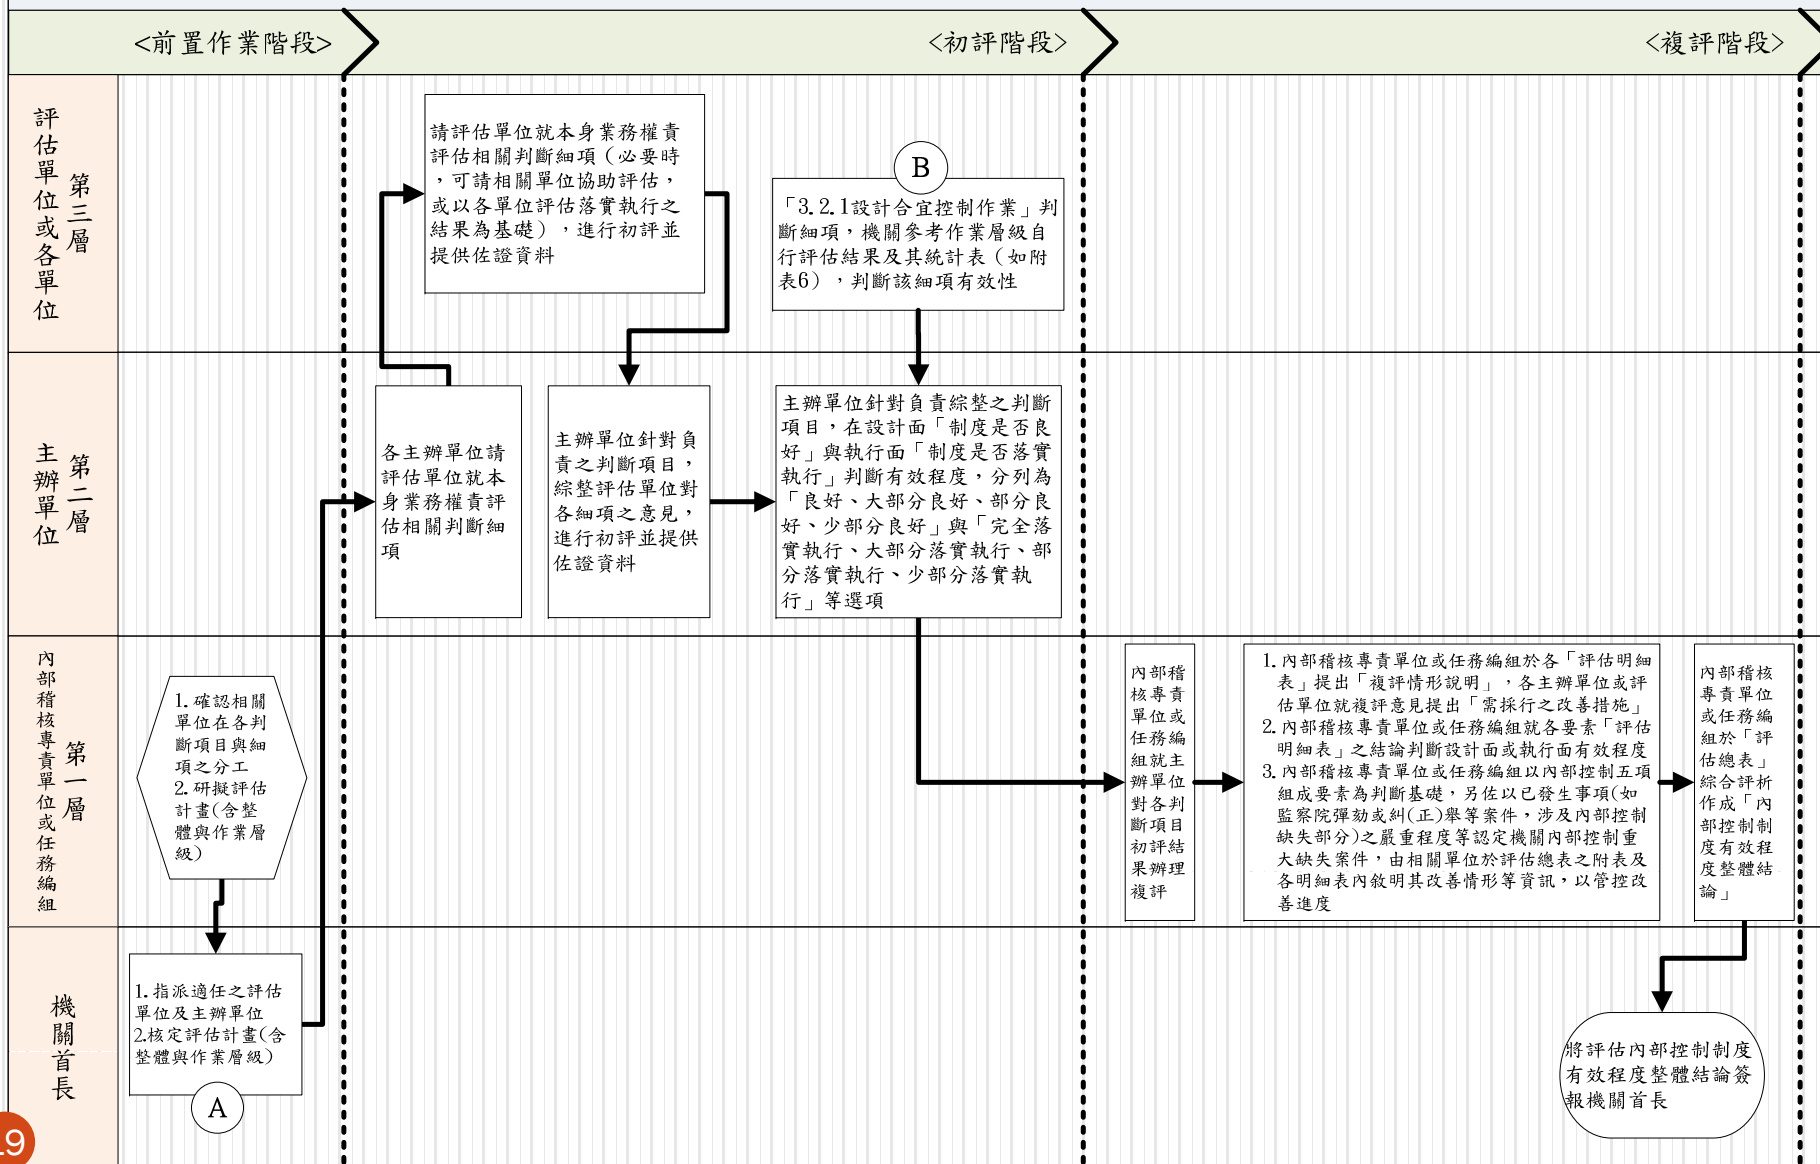 <前置作業階段>
<初評階段>
<複評階段>
評估單位或各單位
第三層
請評估單位就本身業務權責
評估相關判斷細項（必要時
，可請相關單位協助評估，
或以各單位評估落實執行之
結果為基礎），進行初評並
提供佐證資料
B
「3.2.1設計合宜控制作業」判
斷細項，機關參考作業層級自
行評估結果及其統計表（如附
表6），判斷該細項有效性
主辦單位
第二層
各主辦單位請
評估單位就本
身業務權責評
估相關判斷細
項
主辦單位針對負
責之判斷項目，
綜整評估單位對
各細項之意見，
進行初評並提供
佐證資料
主辦單位針對負責綜整之判斷
項目，在設計面「制度是否良
好」與執行面「制度是否落實
執行」判斷有效程度，分列為
「良好、大部分良好、部分良
好、少部分良好」與「完全落
實執行、大部分落實執行、部
分落實執行、少部分落實執
行」等選項
內部稽核專責單位或任務編組
第一層
1.確認相關
單位在各判
斷項目與細
項之分工
2.研擬評估
計畫(含整
體與作業層
級)
內部稽
核專責
單位或
任務編
組就主
辦單位
對各判
斷項目
初評結
果辦理
複評
1.內部稽核專責單位或任務編組於各「評估明細
表」提出「複評情形說明」，各主辦單位或評
估單位就複評意見提出「需採行之改善措施」
2.內部稽核專責單位或任務編組就各要素「評估
明細表」之結論判斷設計面或執行面有效程度
3.內部稽核專責單位或任務編組以內部控制五項
組成要素為判斷基礎，另佐以已發生事項(如
監察院彈劾或糾(正)舉等案件，涉及內部控制
缺失部分)之嚴重程度等認定機關內部控制重
大缺失案件，由相關單位於評估總表之附表及
各明細表內敘明其改善情形等資訊，以管控改
善進度
內部稽核
專責單位
或任務編
組於「評
估總表」
綜合評析
作成「內
部控制制
度有效程
度整體結
論」
機關首長
1.指派適任之評估
單位及主辦單位
2.核定評估計畫(含
整體與作業層級)
A
將評估內部控制制度
有效程度整體結論簽
報機關首長
19